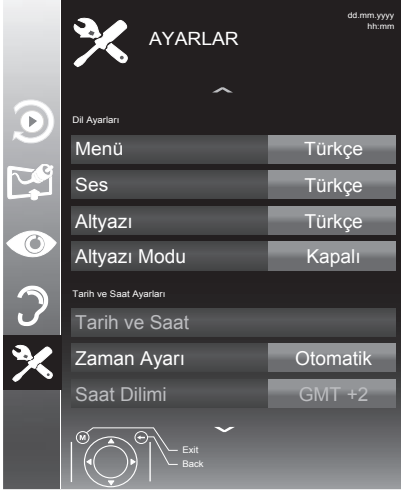 AYARLAR
dd.mm.yyyy
hh:mm
Dil Ayarları
Menü Türkçe
Ses Türkçe
Altyazı Türkçe
Altyazı Modu Kapalı
Tarih ve Saat Ayarları
Tarih ve Saat
Zaman Ayarı Otomatik
Saat Dilimi GMT +2
M
Exit
Back